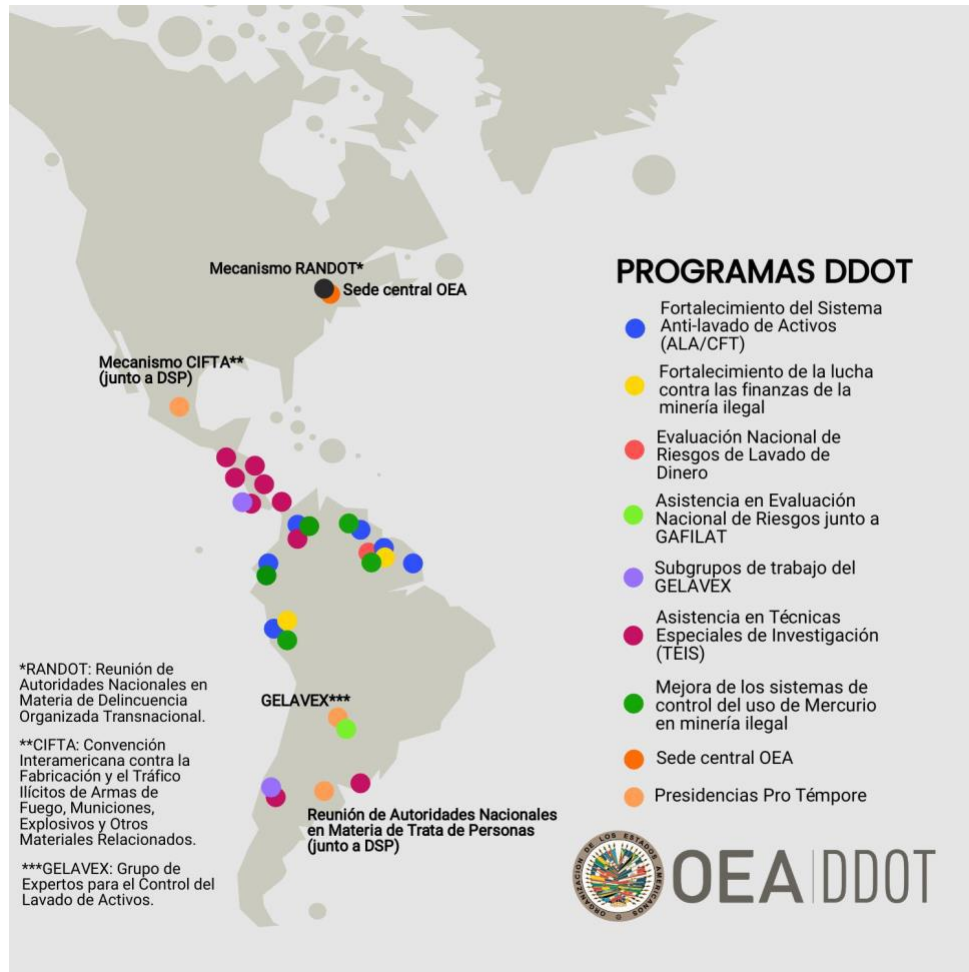 Mecanismo RANDOT*
Sede central OEA
Mecanismo CIFTA**
(junto a DSP)
GELAVEX***
Reunión de Autoridades Nacionales
en Materia de Trata de Personas
(junto a DSP)
*RANDOT: Reunión de
Autoridades Nacionales en
Materia de Delincuencia
Organizada Transnacional.
**CIFTA: Convención
Interamericana contra la
Fabricación y el Tráfico
Ilícitos de Armas de
Fuego, Municiones,
Explosivos y Otros
Materiales Relacionados.
***GELAVEX: Grupo de
Expertos para el Control del
Lavado de Activos.
PROGRAMAS DDOT
Fortalecimiento del Sistema
Anti-lavado de Activos
(ALA/CFT)
Fortalecimiento de la lucha
contra las finanzas de la
minería ilegal
Evaluación Nacional de
Riesgos de Lavado de
Dinero
Asistencia en Evaluación
Nacional de Riesgos junto a
GAFILAT
Subgrupos de trabajo del
GELAVEX
Asistencia en Técnicas
Especiales de Investigación
(TEIS)
Mejora de los sistemas de
control del uso de Mercurio
en minería ilegal
Sede central OEA
Presidencias Pro Témpore
ORGANIZACIÓN DE LOS ESTADOS AMERICANOS
OEA|DDOT